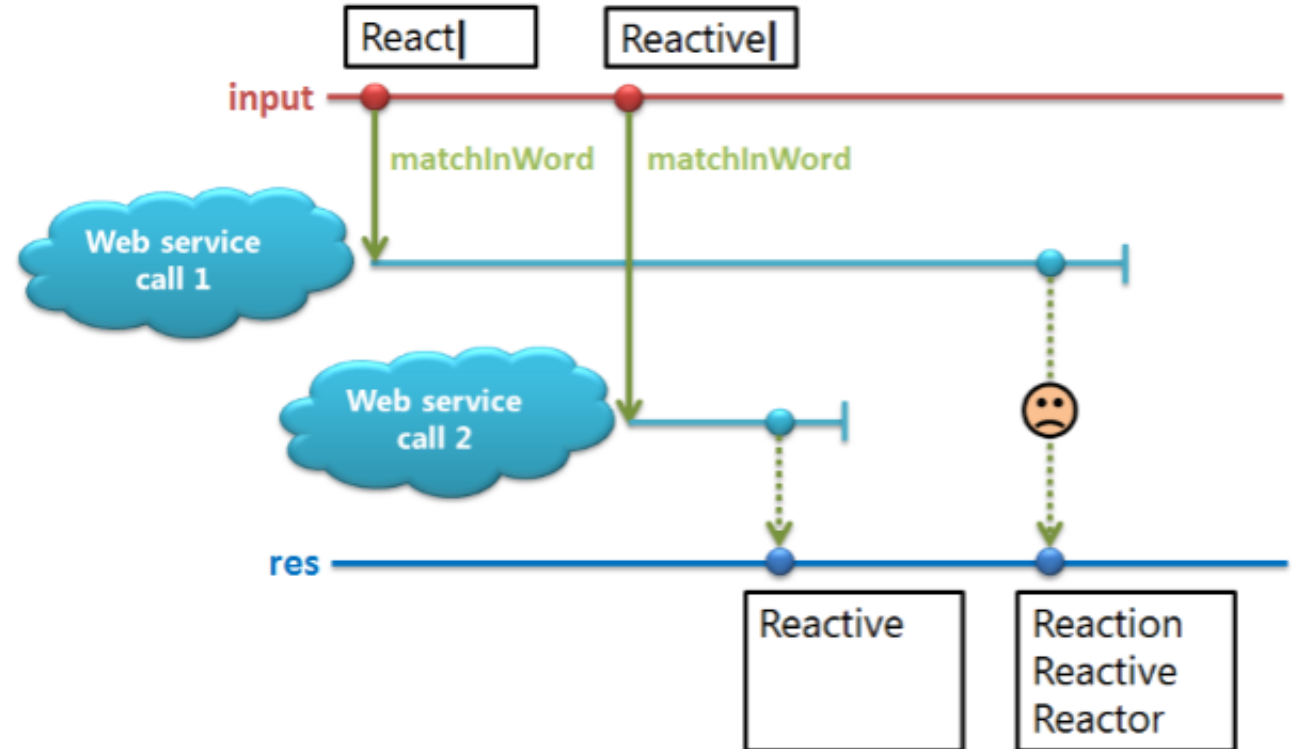 React|
Reactive|
input
matchInWord
matchInWord
Web service
call 1
Web service
call 2
res
Reactive
Reaction
Reactive
Reactor